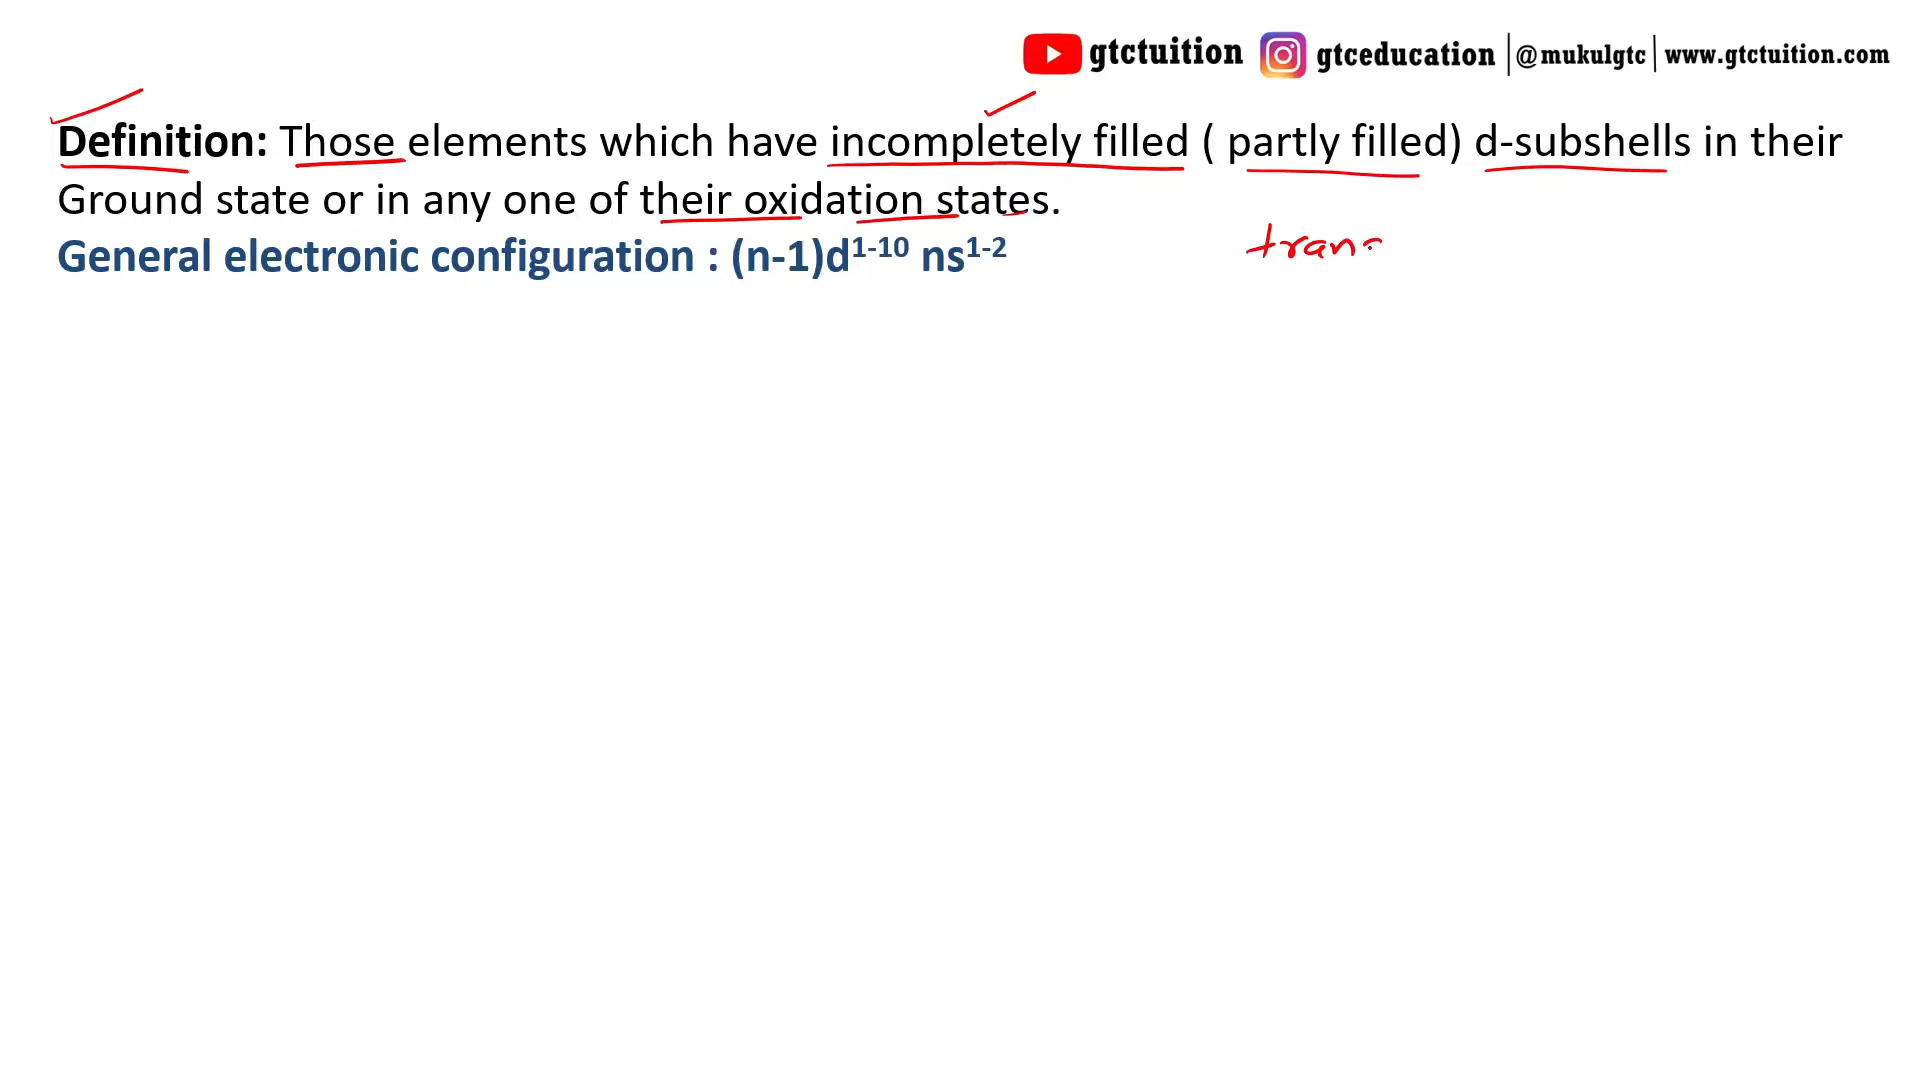 gtctuition gtceducation | @mukulgtc | www.gtctuition.com
Definition: Those elements which have incompletely filled ( partly filled) d-subshells in their
Ground state or in any one of their oxidation states.
General electronic configuration : (n-1)d¹⁻¹⁰ ns¹⁻²
trans